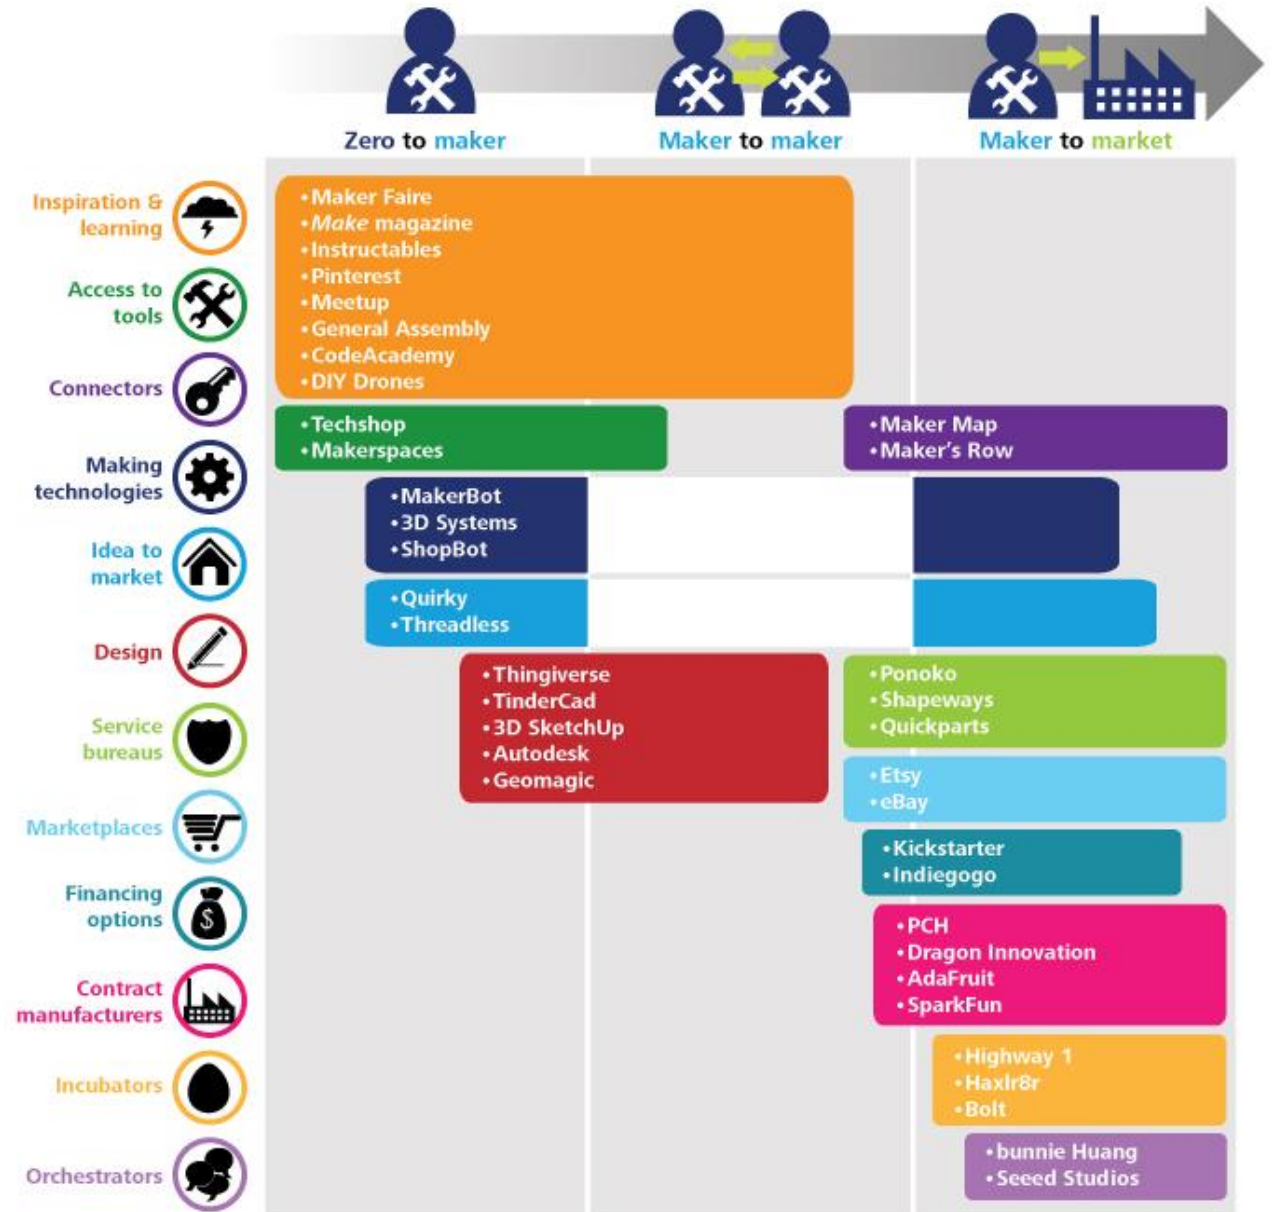 Zero to maker
Maker to maker
Maker to market
Inspiration &
learning
Access to
tools
Connectors
Making
technologies
Idea to
market
Design
Service
bureaus
Marketplaces
Financing
options
Contract
manufacturers
Incubators
Orchestrators
•Maker Faire
•Make magazine
•Instructables
•Pinterest
•Meetup
•General Assembly
•CodeAcademy
•DIY Drones
•Techshop
•Makerspaces
•Maker Map
•Maker's Row
•MakerBot
•3D Systems
•ShopBot
•Quirky
•Threadless
•Thingiverse
•TinderCad
•3D SketchUp
•Autodesk
•Geomagic
•Ponoko
•Shapeways
•Quickparts
•Etsy
•eBay
•Kickstarter
•Indiegogo
•PCH
•Dragon Innovation
•AdaFruit
•SparkFun
•Highway 1
•Haxlr8r
•Bolt
•bunnie Huang
•Seeed Studios
$